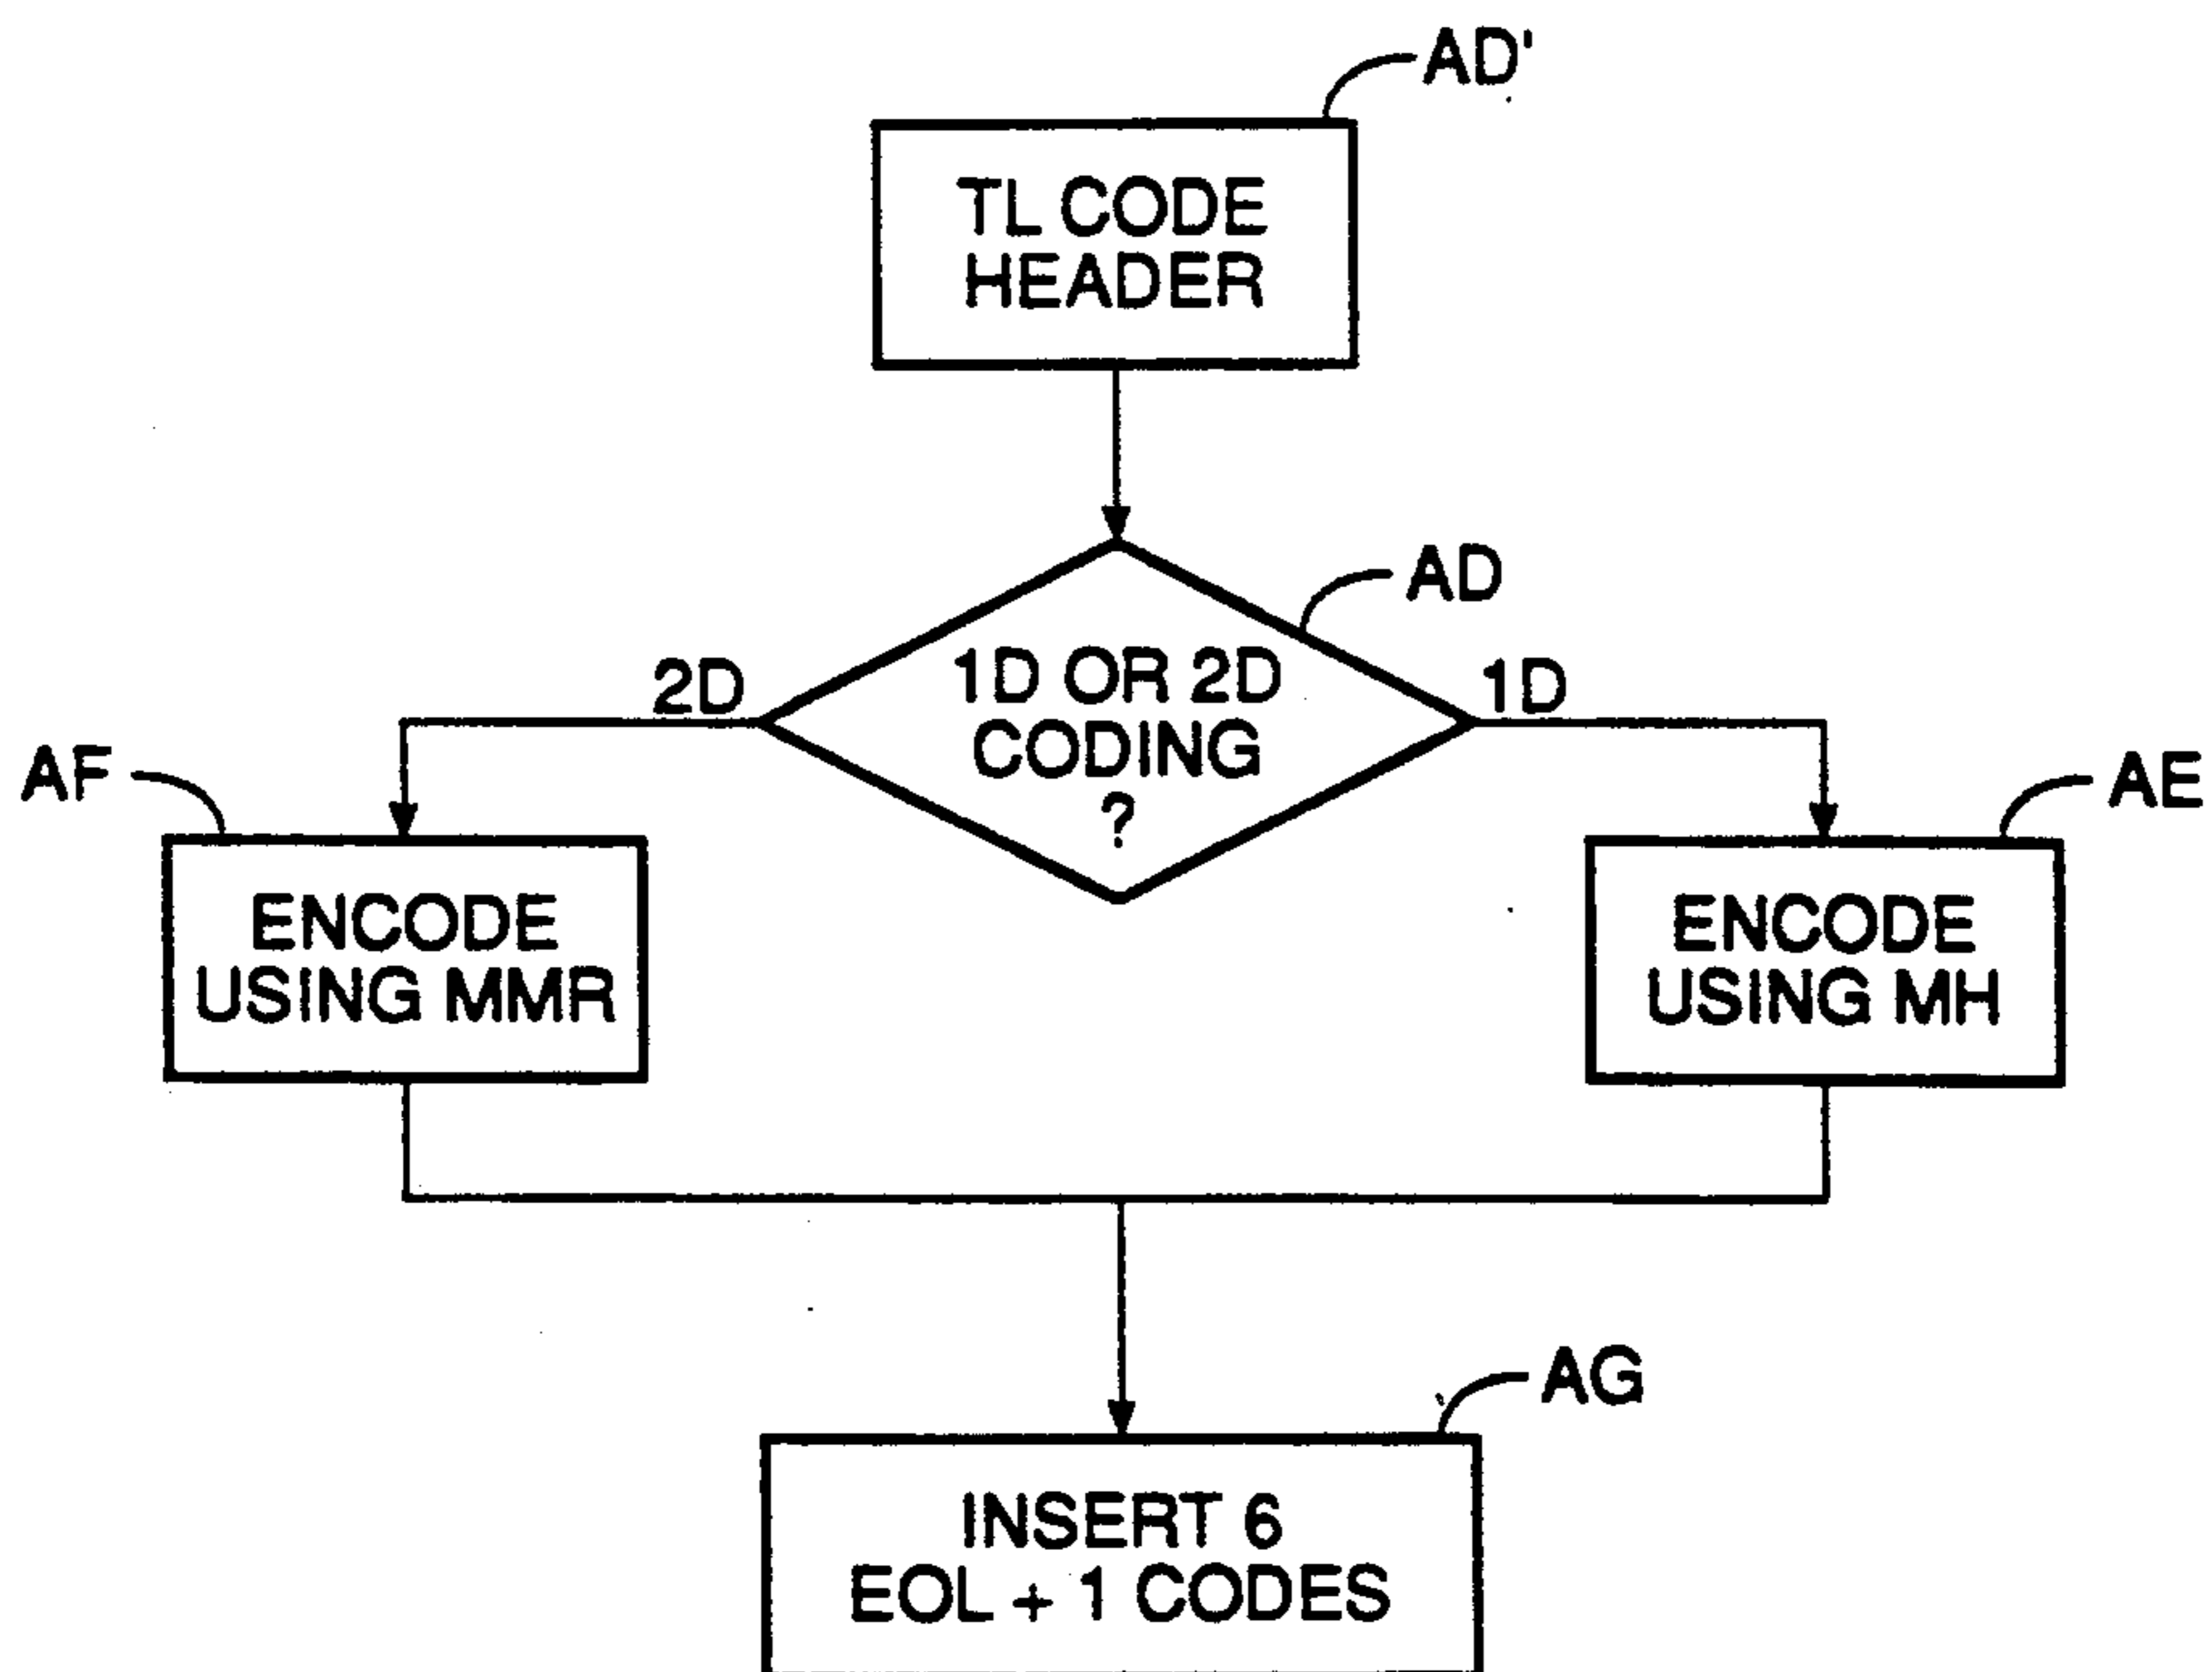 AD'
TL CODE
HEADER
AD
2D
1D OR 2D
CODING
?
1D
AF
AE
ENCODE
USING MMR
ENCODE
USING MH
AG
INSERT 6
EOL + 1 CODES